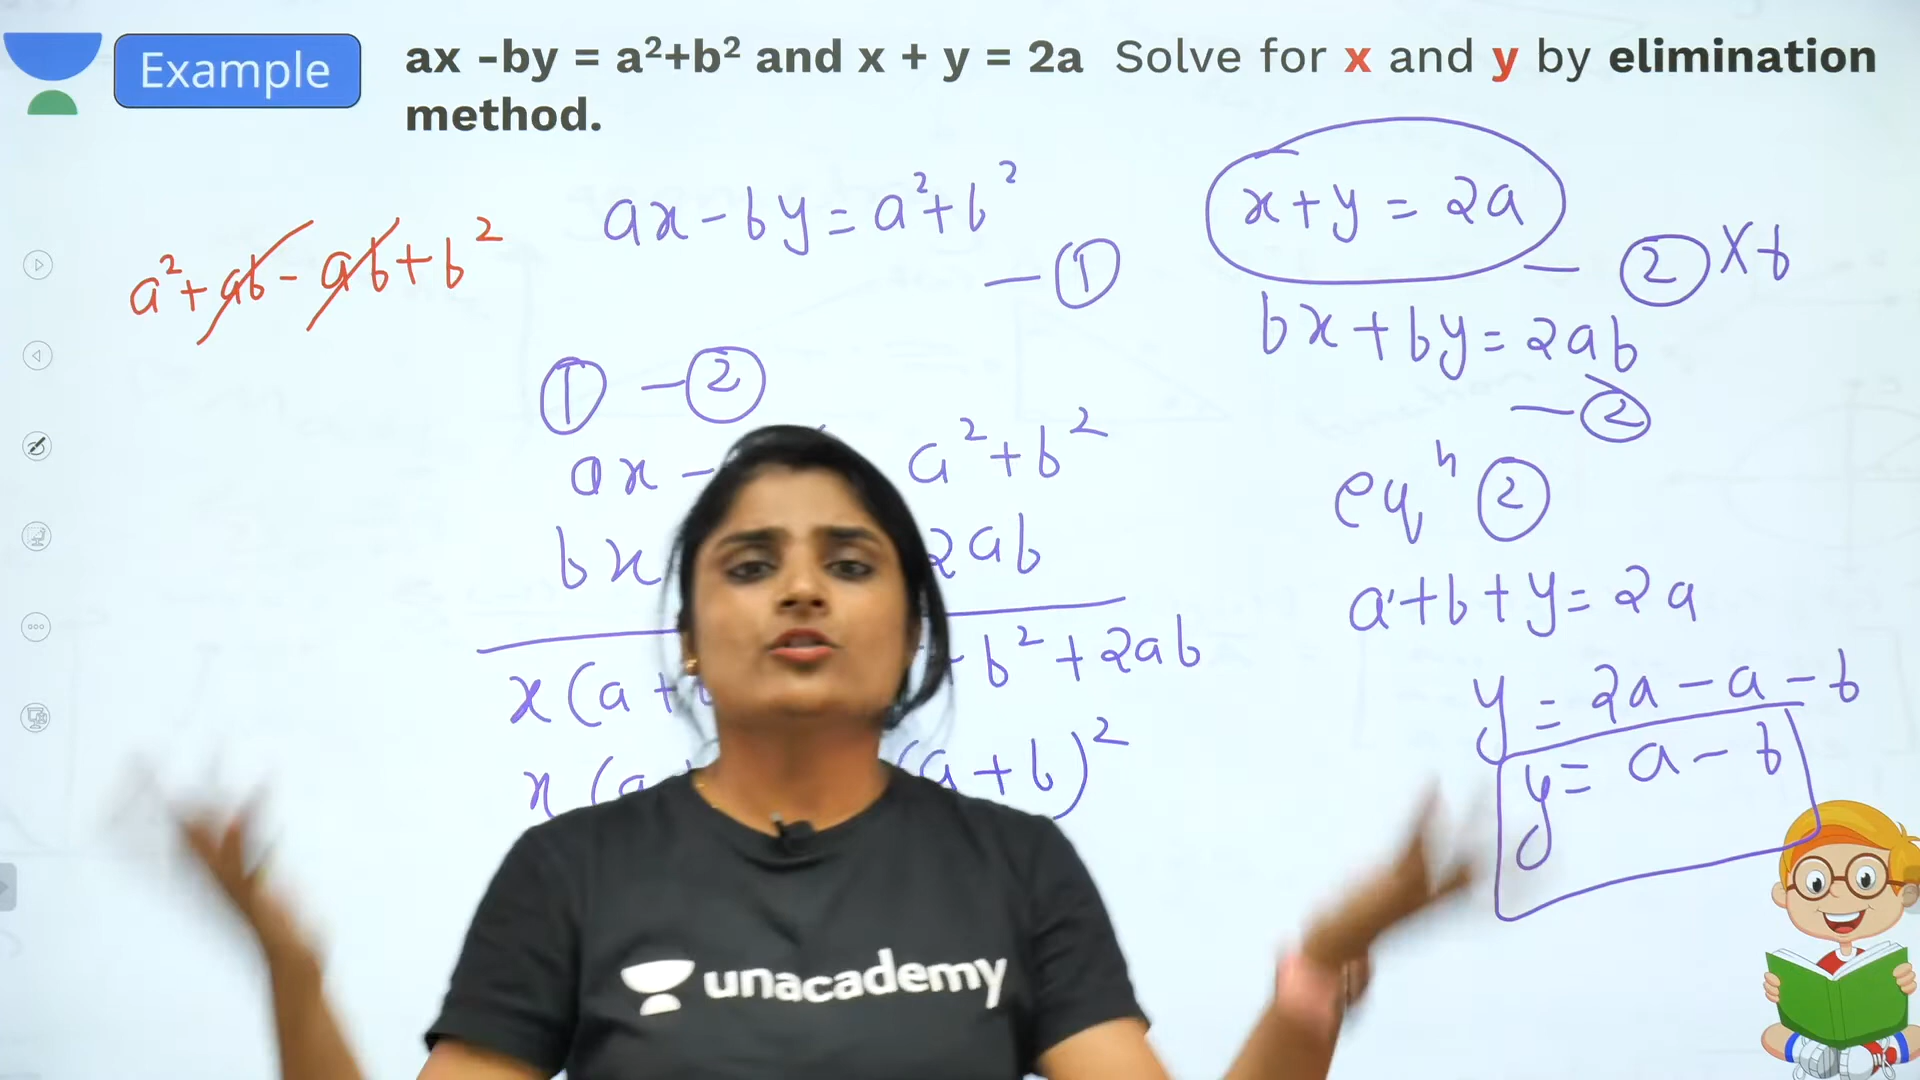 Example
ax -by = a²+b² and x + y = 2a Solve for x and y by elimination
method.
ax - by = a² + b²
— ①
x + y = 2a
— ② × b
a² + ab - ab + b²
bx + by = 2ab
— ②
① — ②
ax - a² + b²
bx 2ab
x(a + b² + 2ab
x(a (a + b)²
eqⁿ ②
a + b + y = 2a
y = 2a - a - b
y = a - b
unacademy